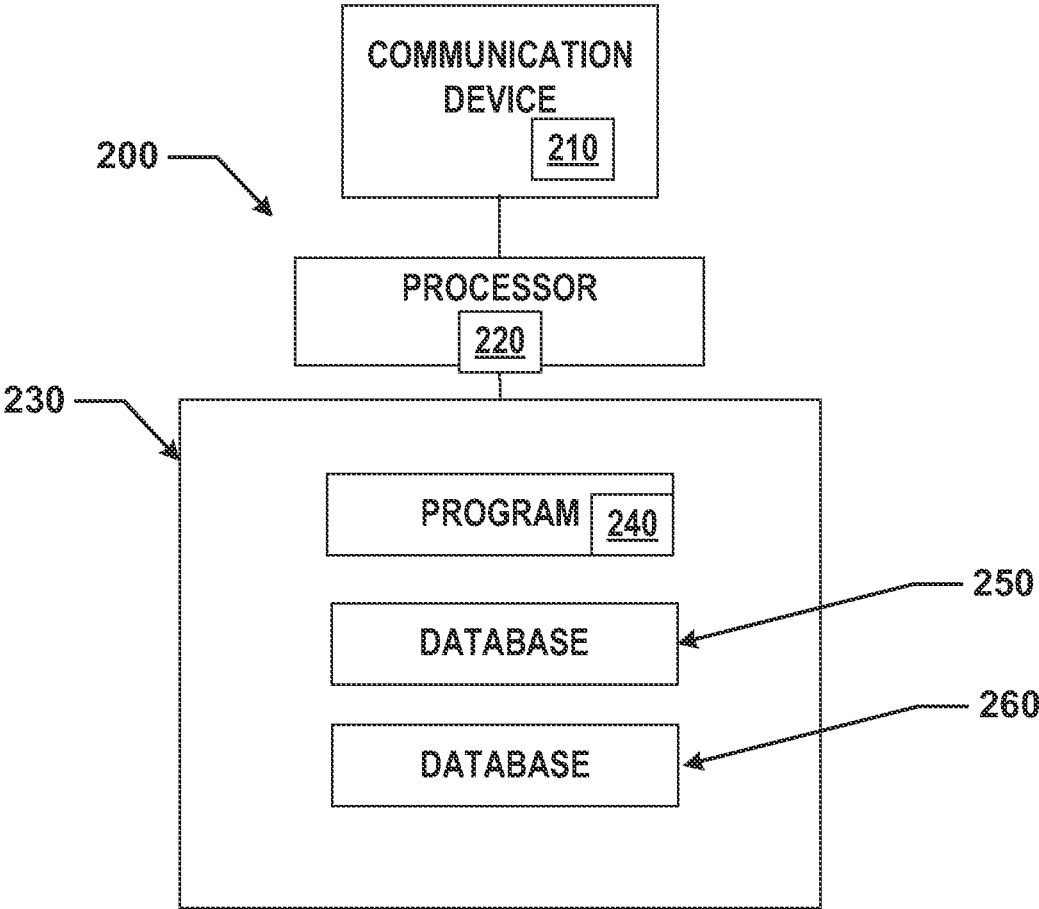 COMMUNICATION
DEVICE
210
200
PROCESSOR
220
230
PROGRAM
240
250
DATABASE
260
DATABASE